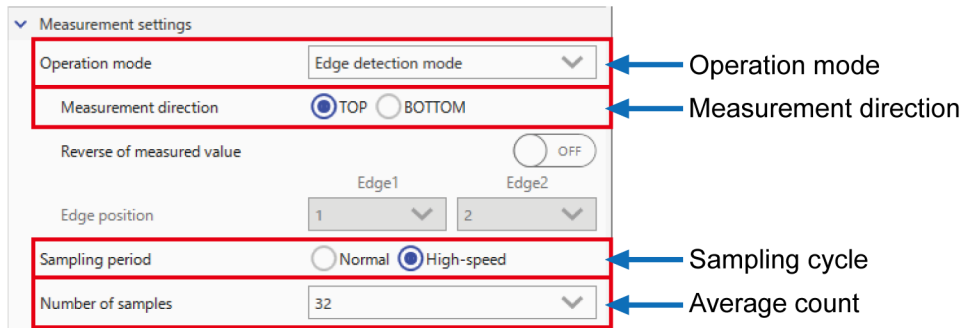 Measurement settings
Operation mode Edge detection mode Operation mode
Measurement direction TOP BOTTOM Measurement direction
Reverse of measured value OFF
Edge1 Edge2
Edge position 1 2
Sampling period Normal High-speed Sampling cycle
Number of samples 32 Average count